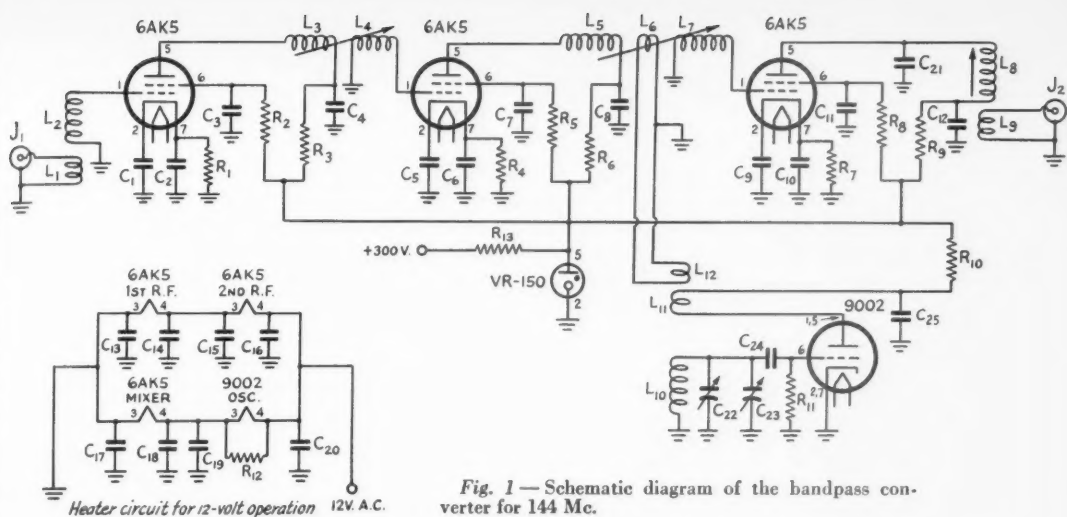 6AK5
6AK5
6AK5
L3
L4
L5
L6
L7
5
5
5
1
6
1
6
1
6
2
7
2
7
2
7
J1
L2
L1
C1
C2
R1
C3
R2
R3
C4
C5
C6
R4
C7
R5
R6
C8
C9
C10
R7
C11
R8
R9
C12
C21
L8
L9
J2
+300V.
R13
5
VR-150
2
L12
L11
R10
C25
9002
1,5
6
2,7
L10
C22
C23
C24
R11
6AK5
1ST R.F.
3 4
6AK5
2ND R.F.
3 4
C13
C14
C15
C16
6AK5
MIXER
3 4
9002
OSC.
3 4
C17
C18
C19
R12
C20
12V. A.C.
Heater circuit for 12-volt operation
Fig. 1 — Schematic diagram of the bandpass con-
verter for 144 Mc.